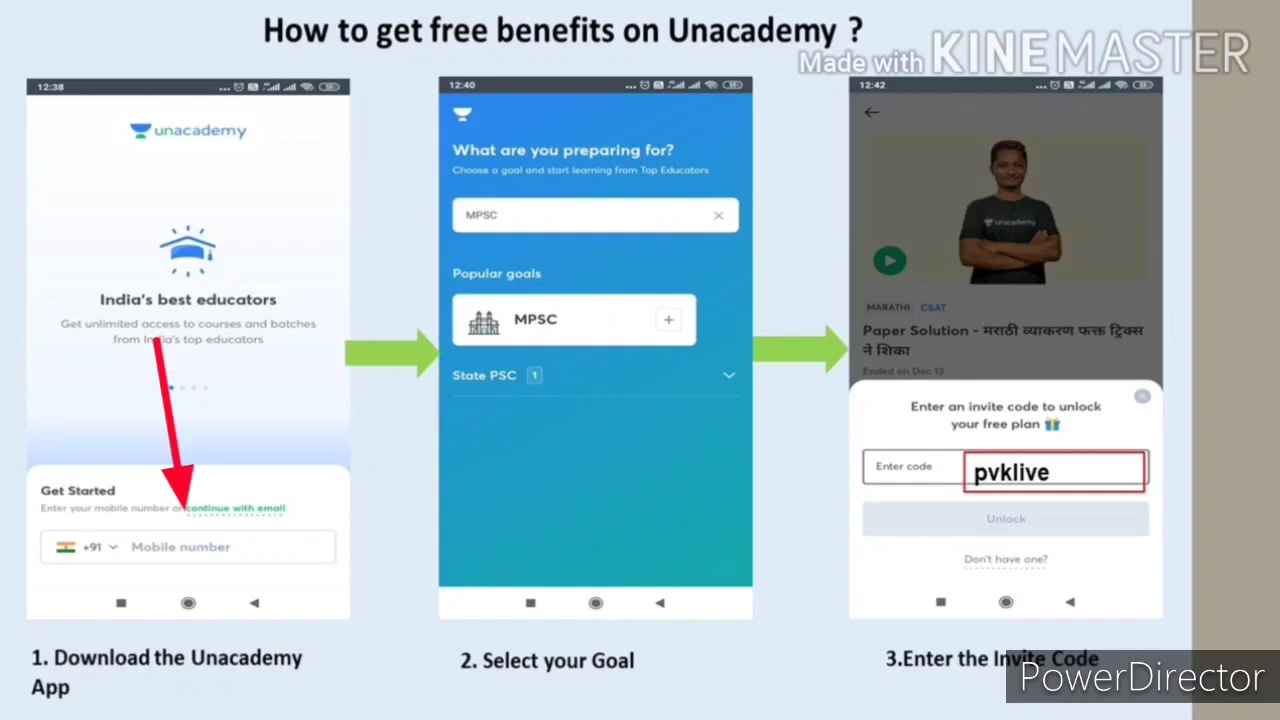 How to get free benefits on Unacademy ?
Made with KINEMASTER
12:38
unacademy
India's best educators
Get unlimited access to courses and batches
from India's top educators
Get Started
Enter your mobile number or continue with email
+91 Mobile number
1. Download the Unacademy
App
12:40
What are you preparing for?
Choose a goal and start learning from Top Educators
MPSC
Popular goals
MPSC
State PSC 1
2. Select your Goal
12:42
unacademy
MARATHI CSAT
Paper Solution - मराठी व्याकरण फक्त ट्रिक्स
ने शिका
Ended on Dec 13
Enter an invite code to unlock
your free plan
Enter code pvklive
Unlock
Don't have one?
3.Enter the Invite Code
PowerDirector